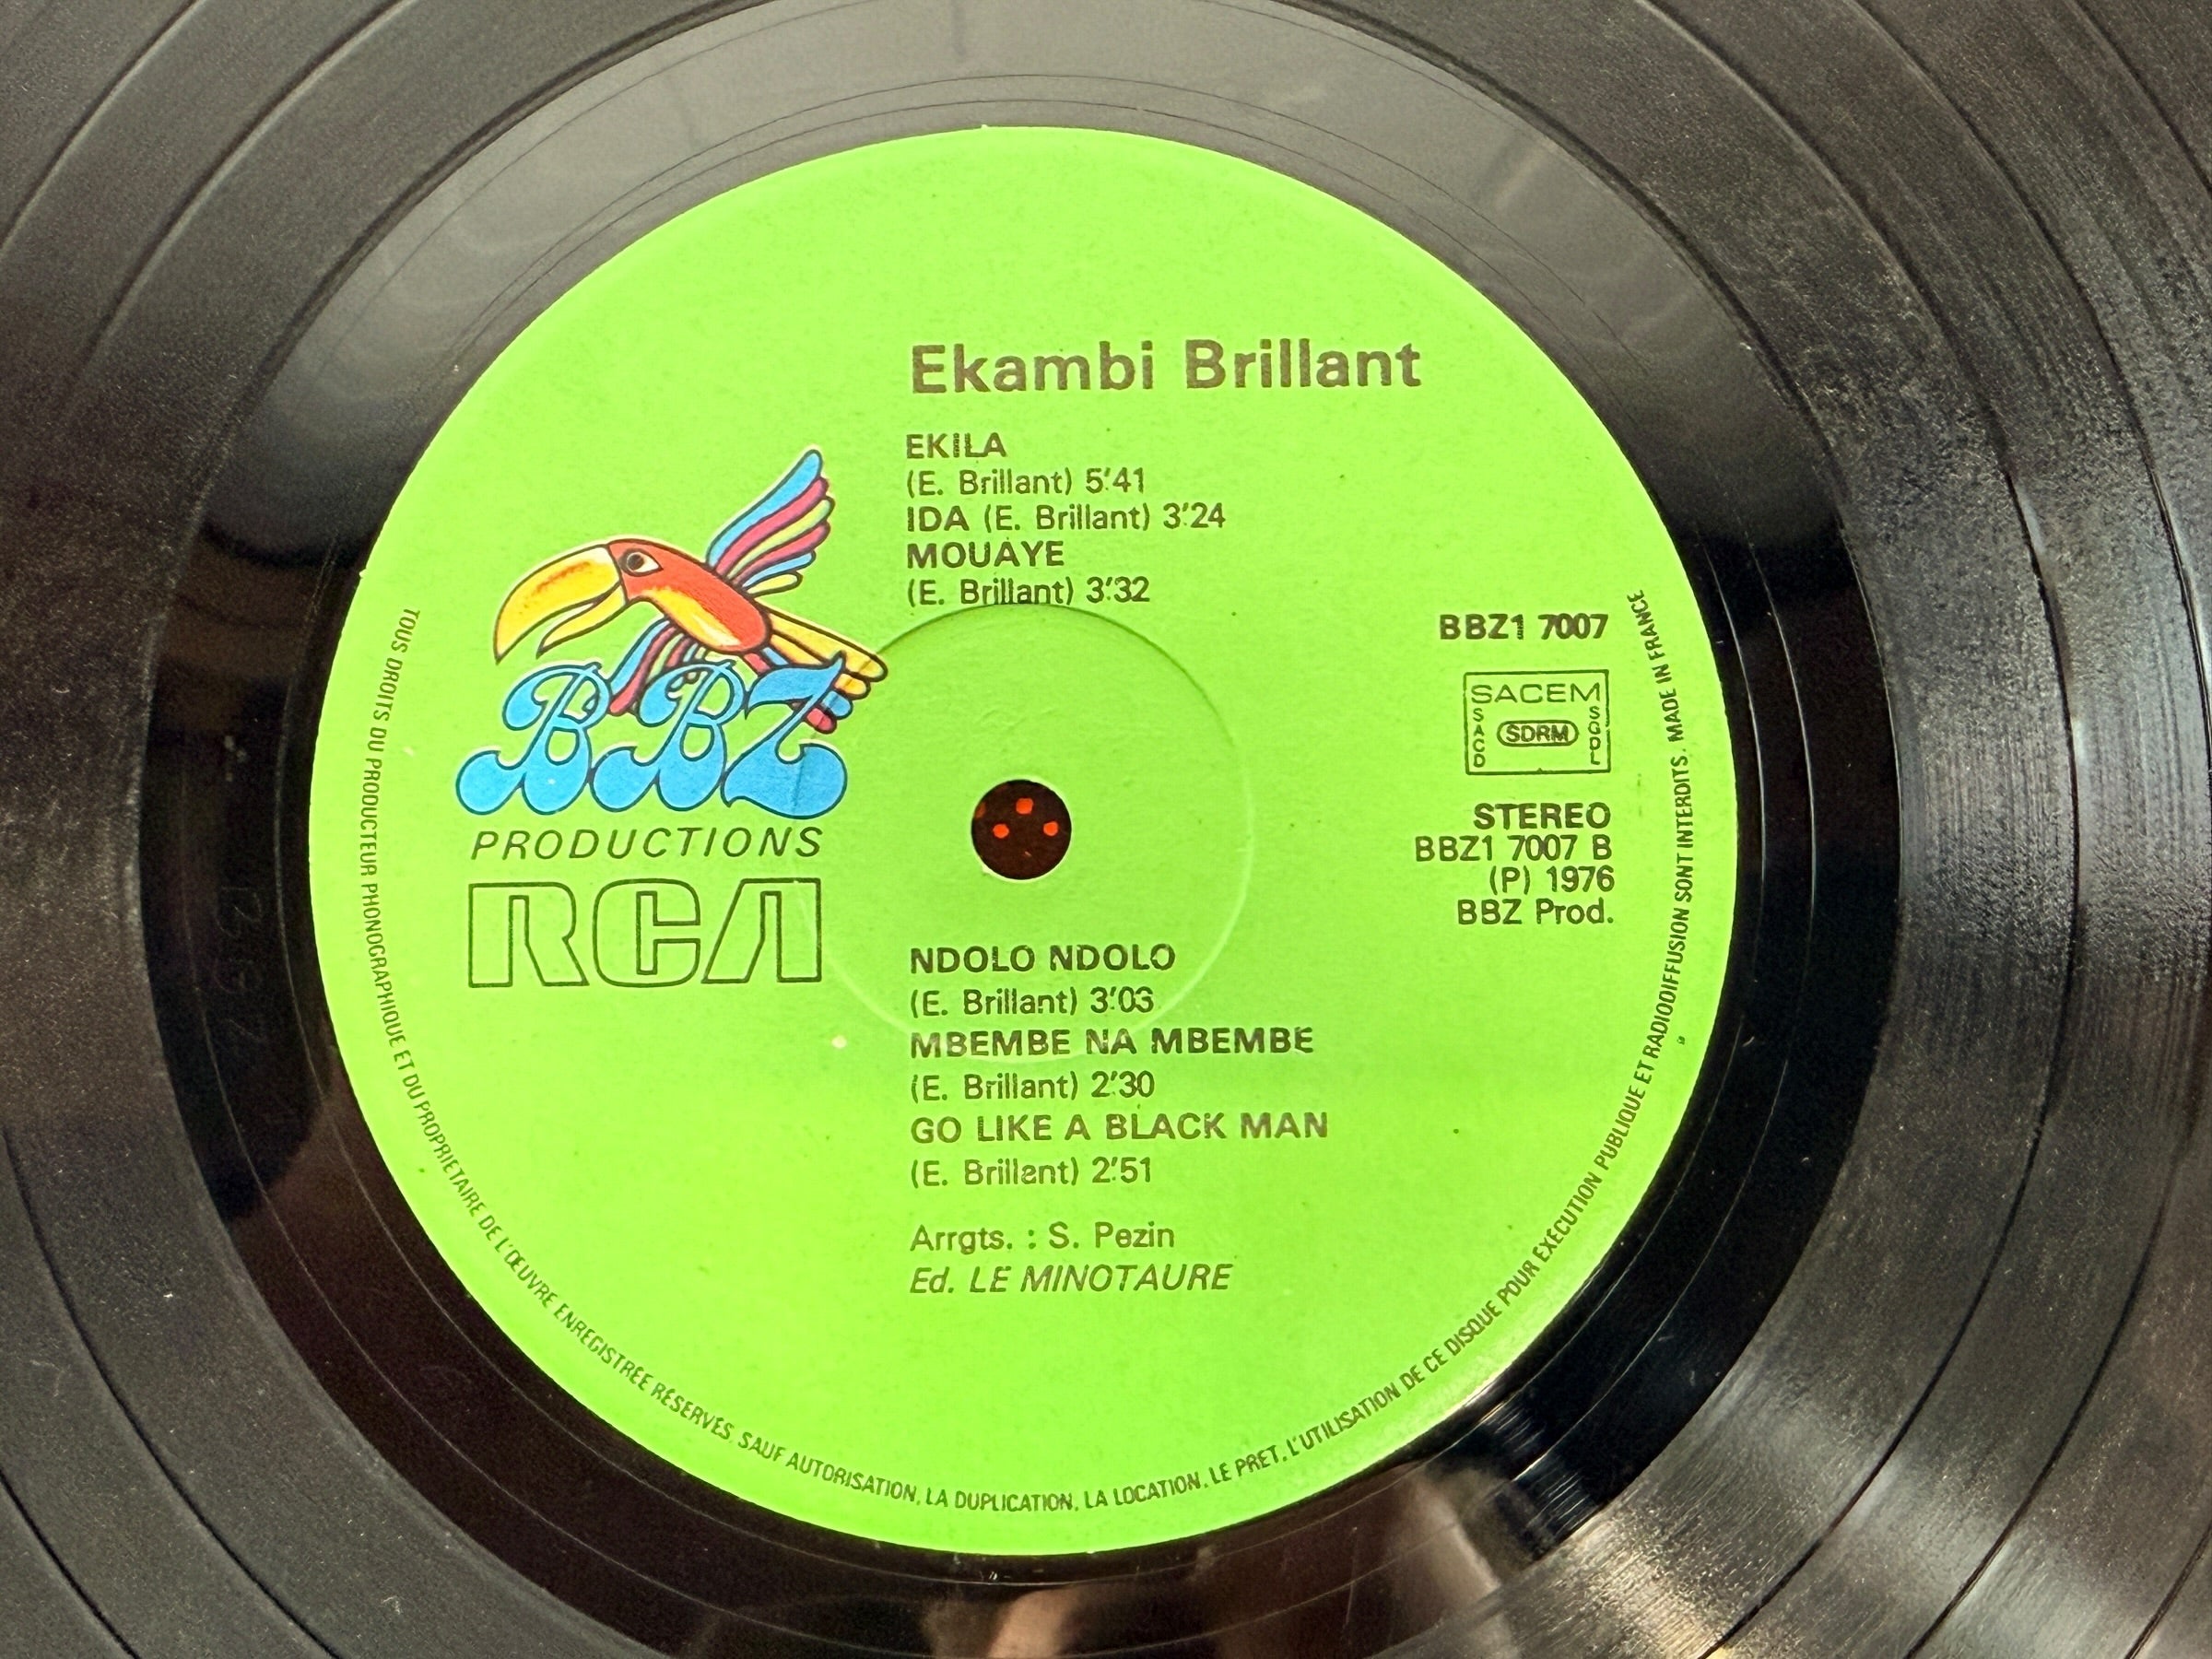 Ekambi Brillant
EKILA
(E. Brillant) 5'41
IDA (E. Brillant) 3'24
MOUAYE
(E. Brillant) 3'32
BBZ
PRODUCTIONS
RCA
BBZ1 7007
SACEM
SACD
SDRM
SGDL
STEREO
BBZ1 7007 B
(P) 1976
BBZ Prod.
NDOLO NDOLO
(E. Brillant) 3'03
MBEMBE NA MBEMBE
(E. Brillant) 2'30
GO LIKE A BLACK MAN
(E. Brillant) 2'51
Arrgts. : S. Pezin
Ed. LE MINOTAURE
TOUS DROITS DU PRODUCTEUR PHONOGRAPHIQUE ET DU PROPRIETAIRE DE L'ŒUVRE ENREGISTRÉE RÉSERVÉS. SAUF AUTORISATION, LA DUPLICATION, LA LOCATION, LE PRET, L'UTILISATION DE CE DISQUE POUR EXÉCUTION PUBLIQUE ET RADIODIFFUSION SONT INTERDITS. MADE IN FRANCE